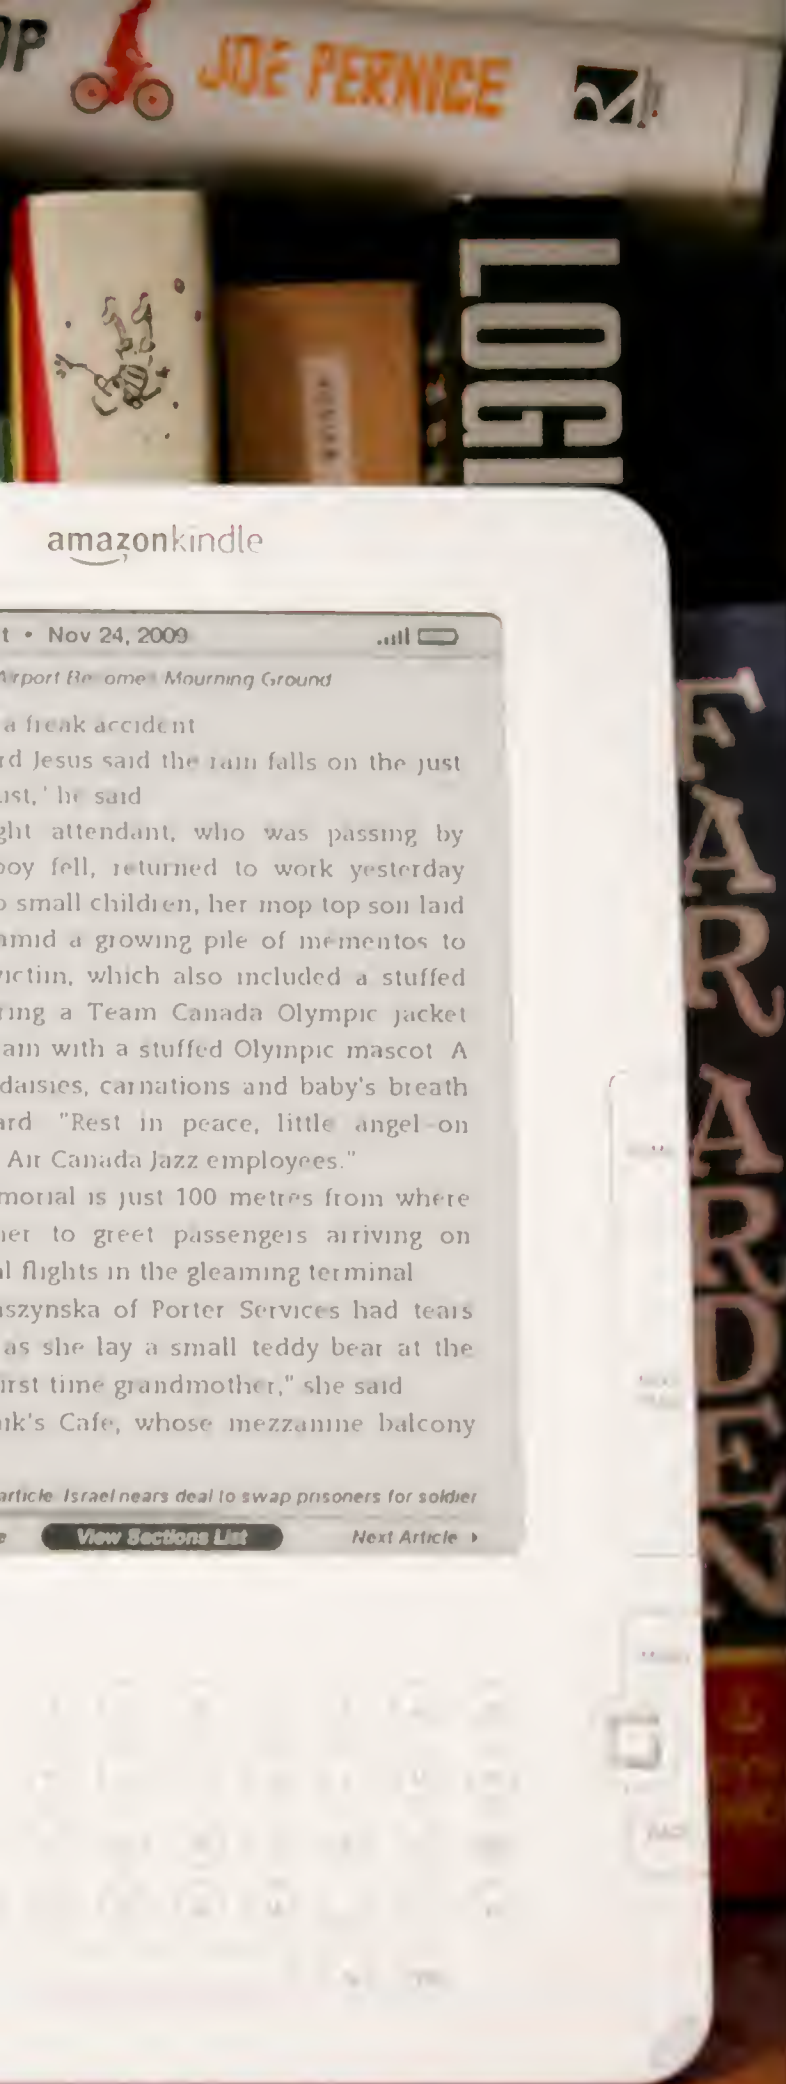 OP JOE PERNICE
LOGI
amazonkindle
t • Nov 24, 2009
Airport Becomes Mourning Ground
a freak accident
rd Jesus said the rain falls on the just
ust,' he said
ght attendant, who was passing by
boy fell, returned to work yesterday
o small children, her mop top son laid
amid a growing pile of mementos to
victim, which also included a stuffed
ring a Team Canada Olympic jacket
am with a stuffed Olympic mascot A
daisies, carnations and baby's breath
ard "Rest in peace, little angel-on
Air Canada Jazz employees."
morial is just 100 metres from where
her to greet passengers arriving on
al flights in the gleaming terminal
aszynska of Porter Services had tears
as she lay a small teddy bear at the
irst time grandmother," she said
ik's Cafe, whose mezzanine balcony
article Israel nears deal to swap prisoners for soldier
e View Sections List Next Article
FAR ARDEN